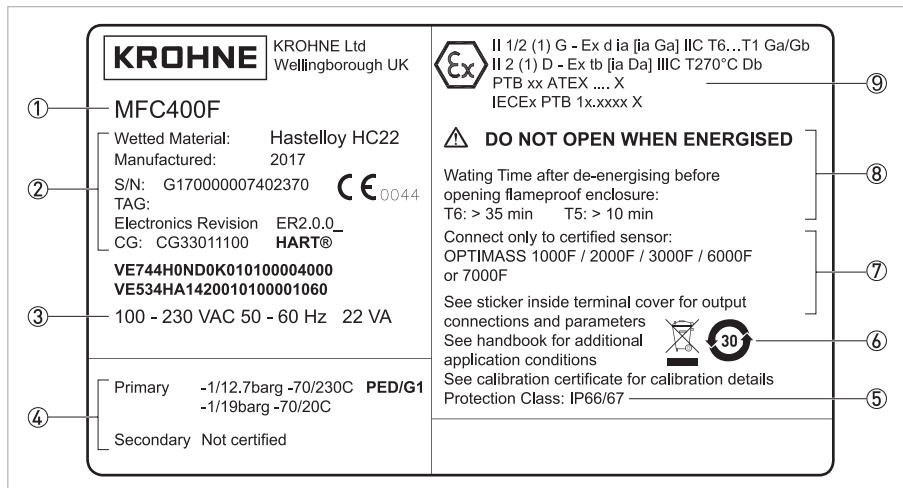 KROHNE
KROHNE Ltd
Wellingborough UK
① MFC400F
② Wetted Material: Hastelloy HC22
Manufactured: 2017
S/N: G170000007402370
CE 0044
TAG:
Electronics Revision ER2.0.0_
CG: CG33011100 HART®
VE744H0ND0K010100004000
VE534HA1420010100001060
③ 100 - 230 VAC 50 - 60 Hz 22 VA
④ Primary -1/12.7barg -70/230C PED/G1
-1/19barg -70/20C
Secondary Not certified
Ex
II 1/2 (1) G - Ex d ia [ia Ga] IIC T6...T1 Ga/Gb
II 2 (1) D - Ex tb [ia Da] IIIC T270°C Db
PTB xx ATEX .... X
IECEx PTB 1x.xxxx X
⑨
DO NOT OPEN WHEN ENERGISED
Wating Time after de-energising before
opening flameproof enclosure:
T6: > 35 min T5: > 10 min
⑧
Connect only to certified sensor:
OPTIMASS 1000F / 2000F / 3000F / 6000F
or 7000F
⑦
See sticker inside terminal cover for output
connections and parameters
See handbook for additional
application conditions
30
⑥
See calibration certificate for calibration details
Protection Class: IP66/67
⑤